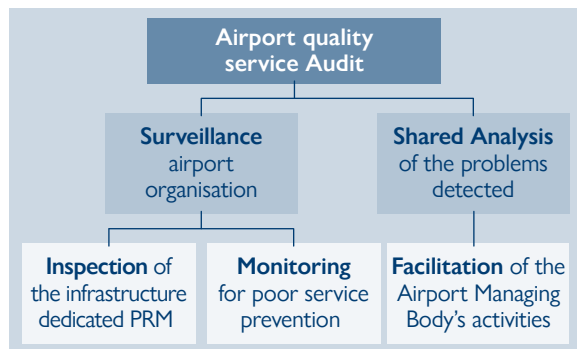 Airport quality
service Audit
Surveillance
airport
organisation
Shared Analysis
of the problems
detected
Inspection of
the infrastructure
dedicated PRM
Monitoring
for poor service
prevention
Facilitation of the
Airport Managing
Body's activities